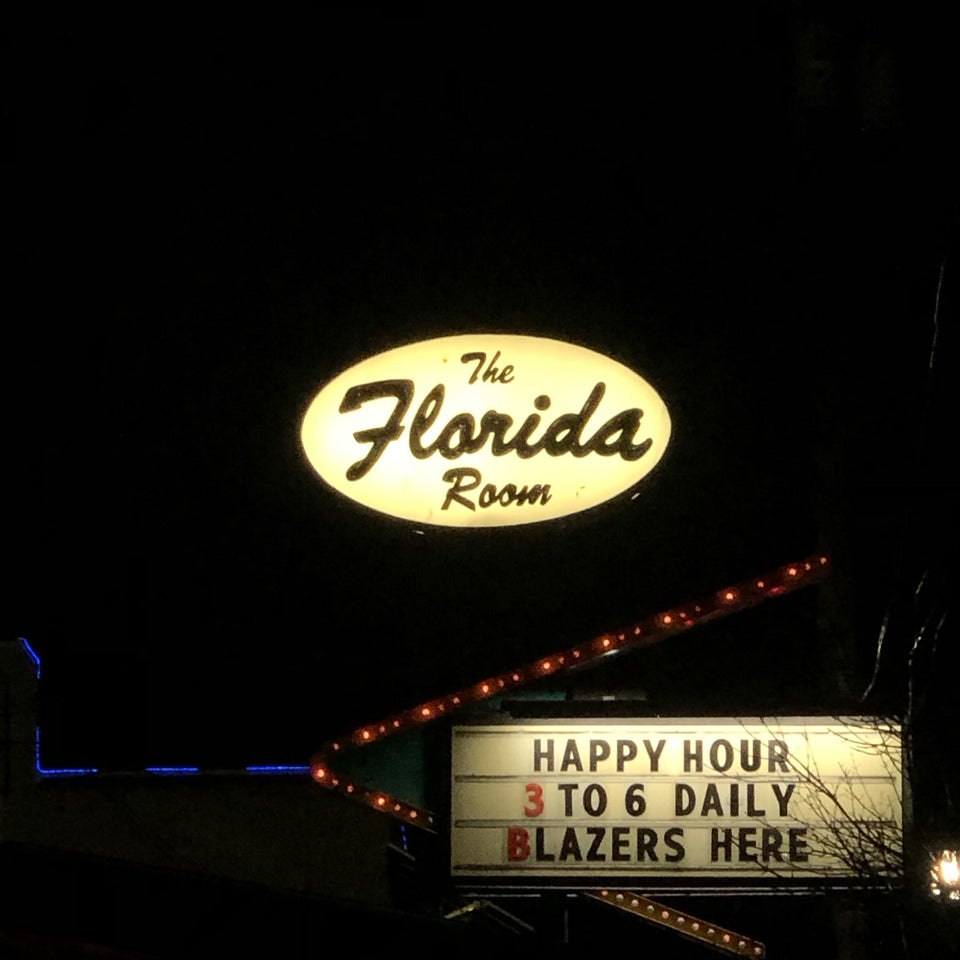 The
Florida
Room
HAPPY HOUR
3 TO 6 DAILY
BLAZERS HERE